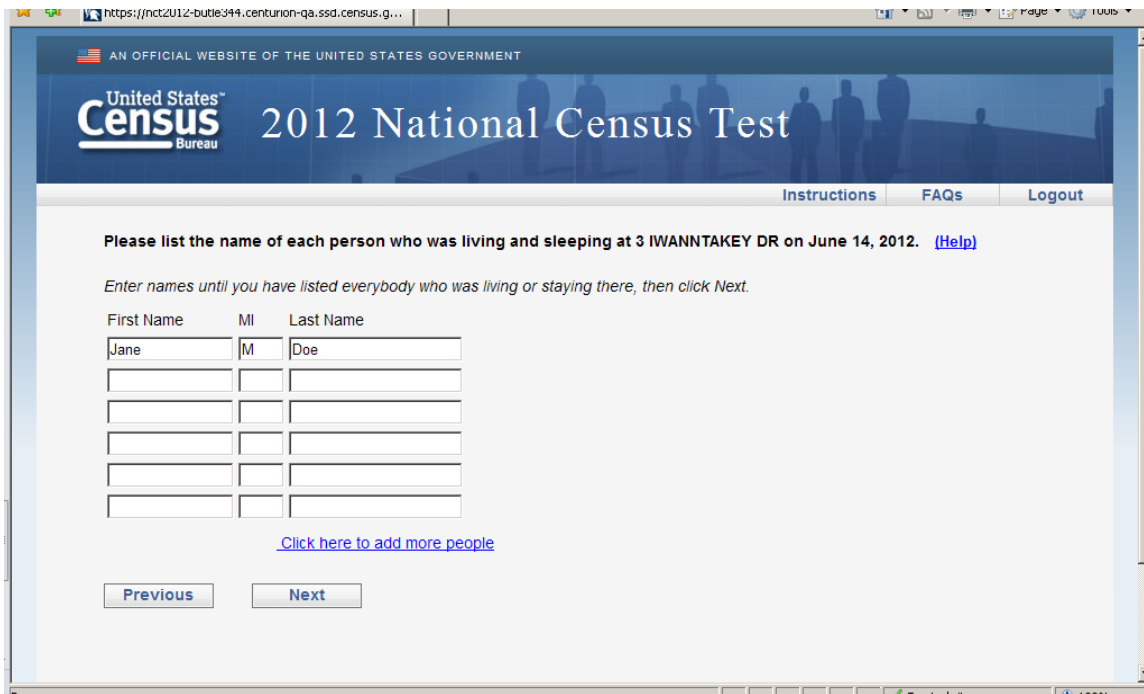 https://nct2012-butle344.centurion-qa.ssd.census.g...
Page
Tools
AN OFFICIAL WEBSITE OF THE UNITED STATES GOVERNMENT
United States™
Census
Bureau
2012 National Census Test
Instructions FAQs Logout
Please list the name of each person who was living and sleeping at 3 IWANNTAKEY DR on June 14, 2012. (Help)
Enter names until you have listed everybody who was living or staying there, then click Next.
First Name MI Last Name
Jane M Doe
Click here to add more people
Previous Next